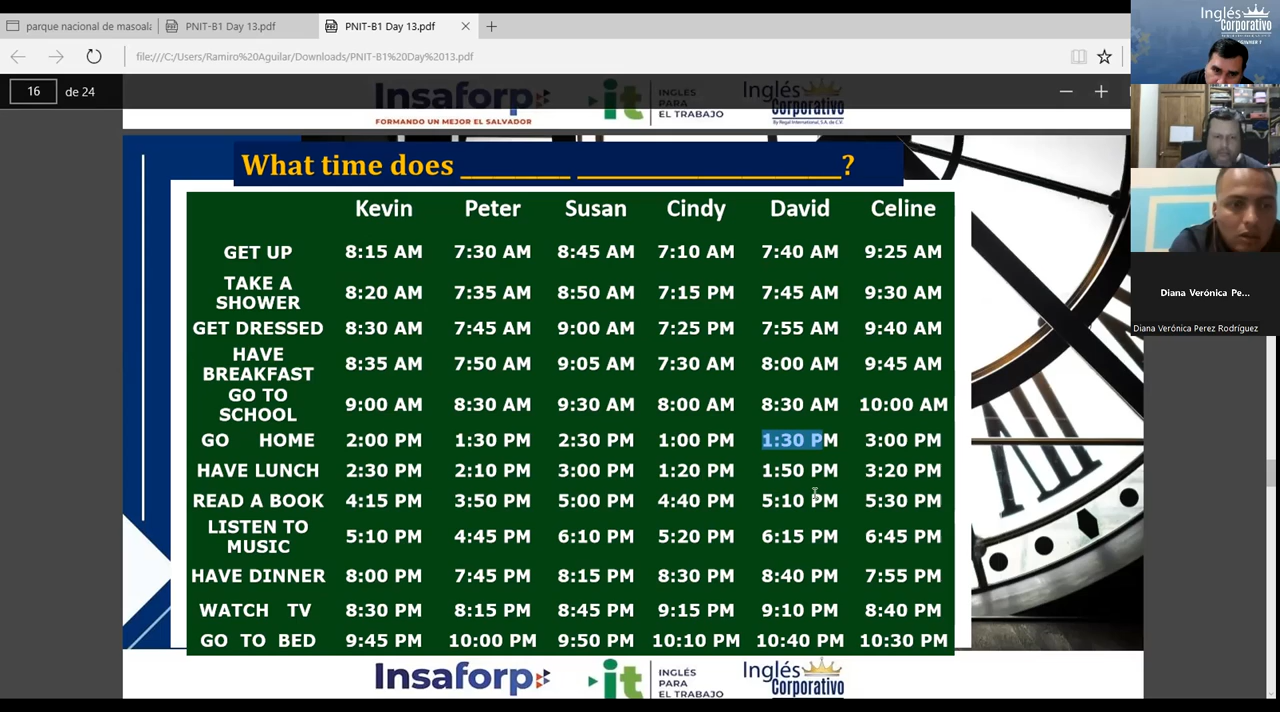 parque nacional de masoala
PNIT-B1 Day 13.pdf
PNIT-B1 Day 13.pdf
file:///C:/Users/Ramiro%20Aguilar/Downloads/PNIT-B1%20Day%2013.pdf
16 de 24
Insaforp
FORMANDO UN MEJOR EL SALVADOR
it INGLÉS PARA EL TRABAJO
Inglés Corporativo
By Regal International, S.A. de C.V.
What time does __________ ________________________?
Kevin Peter Susan Cindy David Celine
GET UP 8:15 AM 7:30 AM 8:45 AM 7:10 AM 7:40 AM 9:25 AM
TAKE A SHOWER 8:20 AM 7:35 AM 8:50 AM 7:15 PM 7:45 AM 9:30 AM
GET DRESSED 8:30 AM 7:45 AM 9:00 AM 7:25 PM 7:55 AM 9:40 AM
HAVE BREAKFAST 8:35 AM 7:50 AM 9:05 AM 7:30 AM 8:00 AM 9:45 AM
GO TO SCHOOL 9:00 AM 8:30 AM 9:30 AM 8:00 AM 8:30 AM 10:00 AM
GO HOME 2:00 PM 1:30 PM 2:30 PM 1:00 PM 1:30 PM 3:00 PM
HAVE LUNCH 2:30 PM 2:10 PM 3:00 PM 1:20 PM 1:50 PM 3:20 PM
READ A BOOK 4:15 PM 3:50 PM 5:00 PM 4:40 PM 5:10 PM 5:30 PM
LISTEN TO MUSIC 5:10 PM 4:45 PM 6:10 PM 5:20 PM 6:15 PM 6:45 PM
HAVE DINNER 8:00 PM 7:45 PM 8:15 PM 8:30 PM 8:40 PM 7:55 PM
WATCH TV 8:30 PM 8:15 PM 8:45 PM 9:15 PM 9:10 PM 8:40 PM
GO TO BED 9:45 PM 10:00 PM 9:50 PM 10:10 PM 10:40 PM 10:30 PM
Insaforp
it INGLÉS PARA EL TRABAJO
Inglés Corporativo
Inglés Corporativo
Diana Verónica Pe...
Diana Verónica Perez Rodríguez